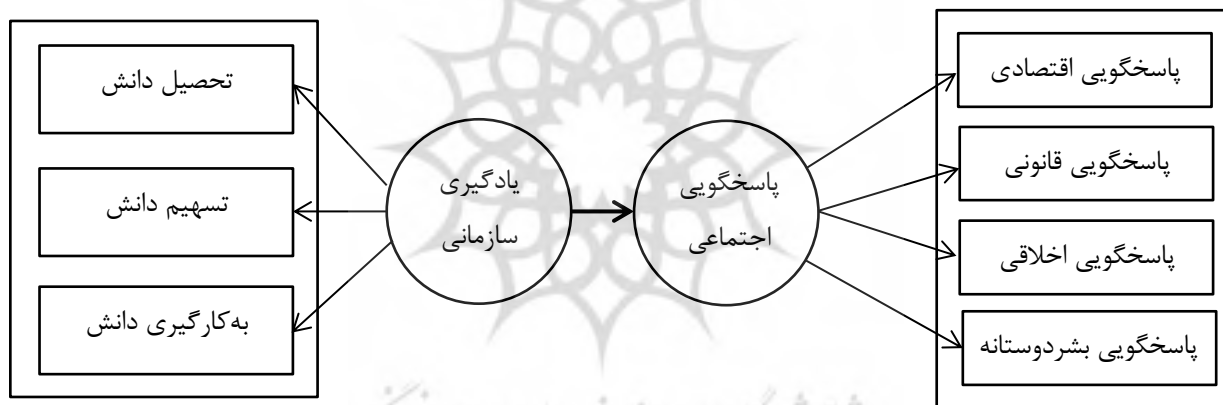 پاسخگویی اقتصادی
پاسخگویی قانونی
پاسخگویی اخلاقی
پاسخگویی بشردوستانه
پاسخگویی
اجتماعی
یادگیری
سازمانی
تحصیل دانش
تسهیم دانش
به‌کارگیری دانش